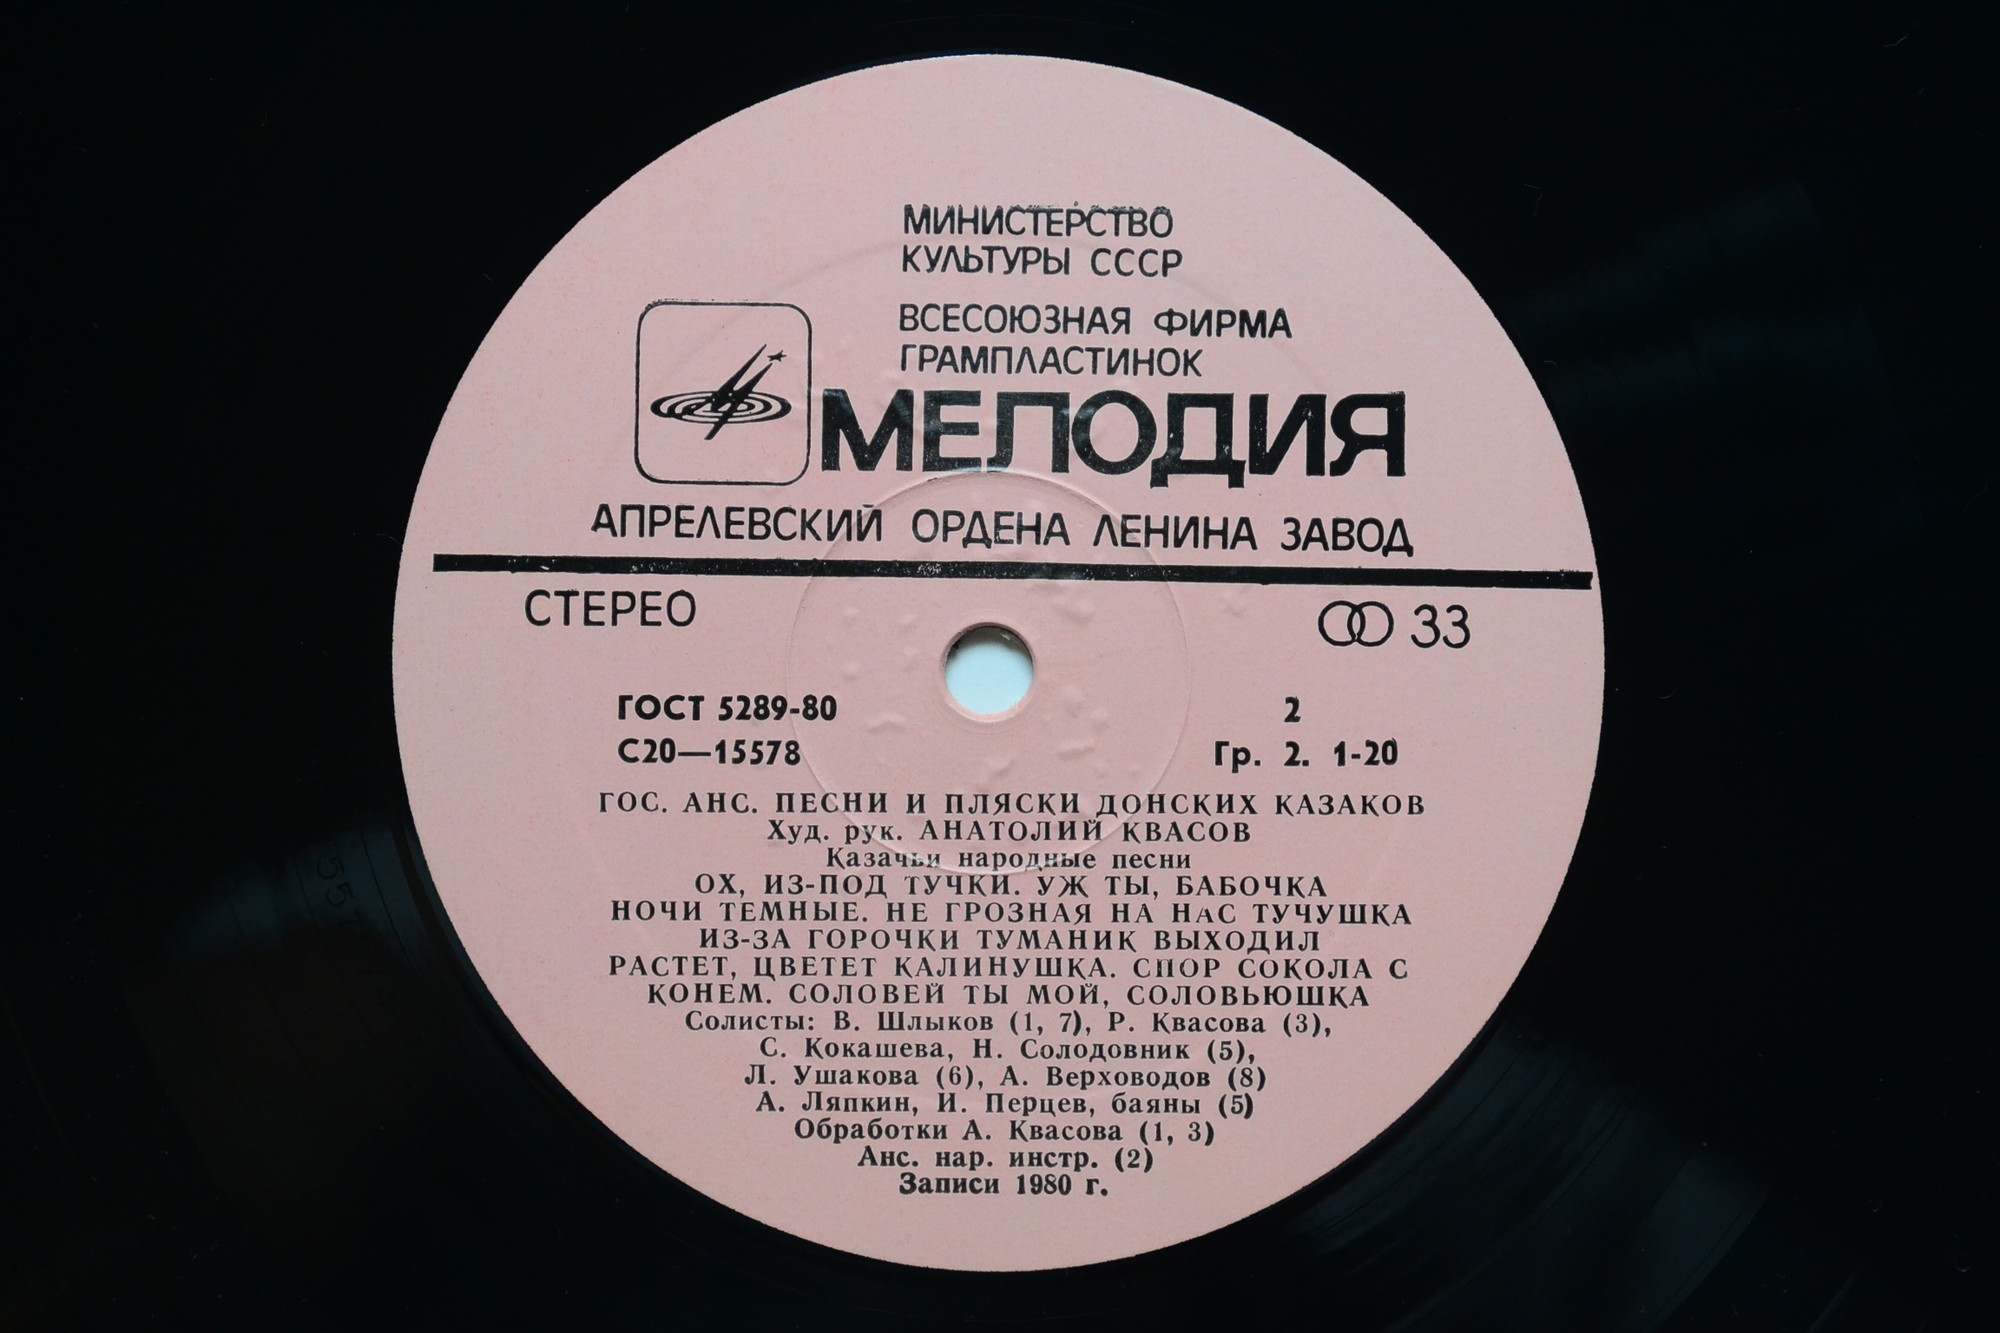 МИНИСТЕРСТВО
КУЛЬТУРЫ СССР
ВСЕСОЮЗНАЯ ФИРМА
ГРАМПЛАСТИНОК
МЕЛОДИЯ
АПРЕЛЕВСКИЙ ОРДЕНА ЛЕНИНА ЗАВОД
СТЕРЕО 33
ГОСТ 5289-80 2
С20—15578 Гр. 2. 1-20
ГОС. АНС. ПЕСНИ И ПЛЯСКИ ДОНСКИХ КАЗАКОВ
Худ. рук. АНАТОЛИЙ КВАСОВ
Казачьи народные песни
ОХ, ИЗ-ПОД ТУЧКИ. УЖ ТЫ, БАБОЧКА
НОЧИ ТЕМНЫЕ. НЕ ГРОЗНАЯ НА НАС ТУЧУШКА
ИЗ-ЗА ГОРОЧКИ ТУМАНИК ВЫХОДИЛ
РАСТЕТ, ЦВЕТЕТ КАЛИНУШКА. СПОР СОКОЛА С
КОНЕМ. СОЛОВЕЙ ТЫ МОЙ, СОЛОВЬЮШКА
Солисты: В. Шлыков (1, 7), Р. Квасова (3),
С. Кокашева, Н. Солодовник (5),
Л. Ушакова (6), А. Верховодов (8)
А. Ляпкин, И. Перцев, баяны (5)
Обработки А. Квасова (1, 3)
Анс. нар. инстр. (2)
Записи 1980 г.